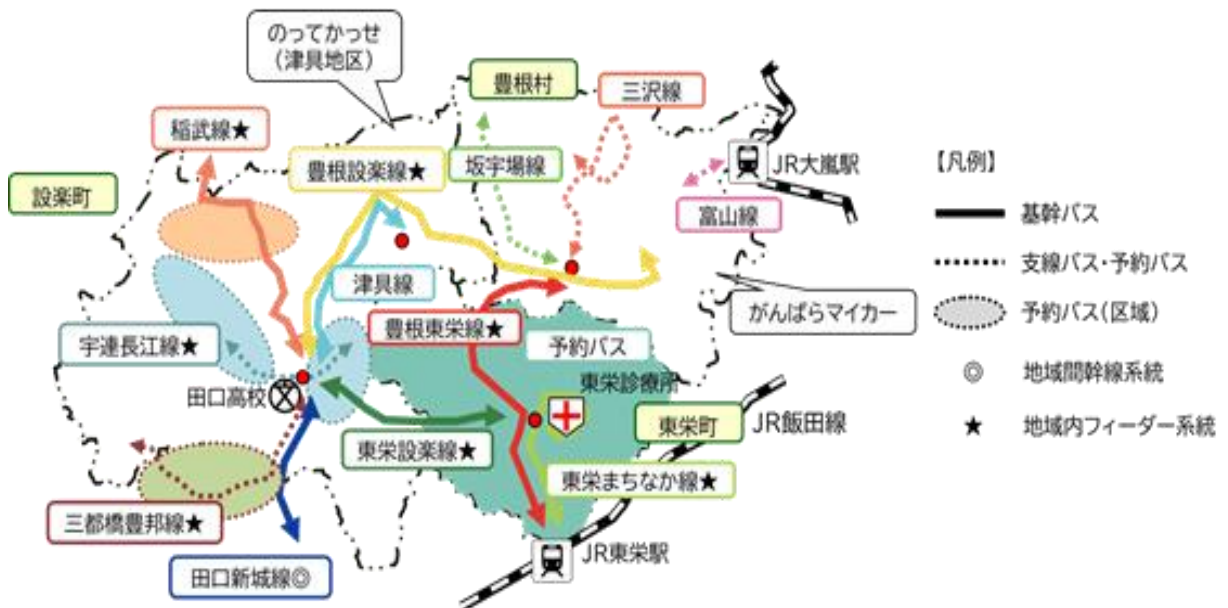 のってかっせ
（津具地区）
豊根村
三沢線
稲武線★
豊根設楽線★
坂宇場線
JR大嵐駅
【凡例】
設楽町
富山線
基幹バス
津具線
支線バス・予約バス
がんばらマイカー
豊根東栄線★
予約バス
予約バス（区域）
宇連長江線★
東栄診療所
地域間幹線系統
◎
田口高校
東栄町
JR飯田線
★
地域内フィーダー系統
東栄設楽線★
東栄まちなか線★
三都橋豊邦線★
JR東栄駅
田口新城線◎